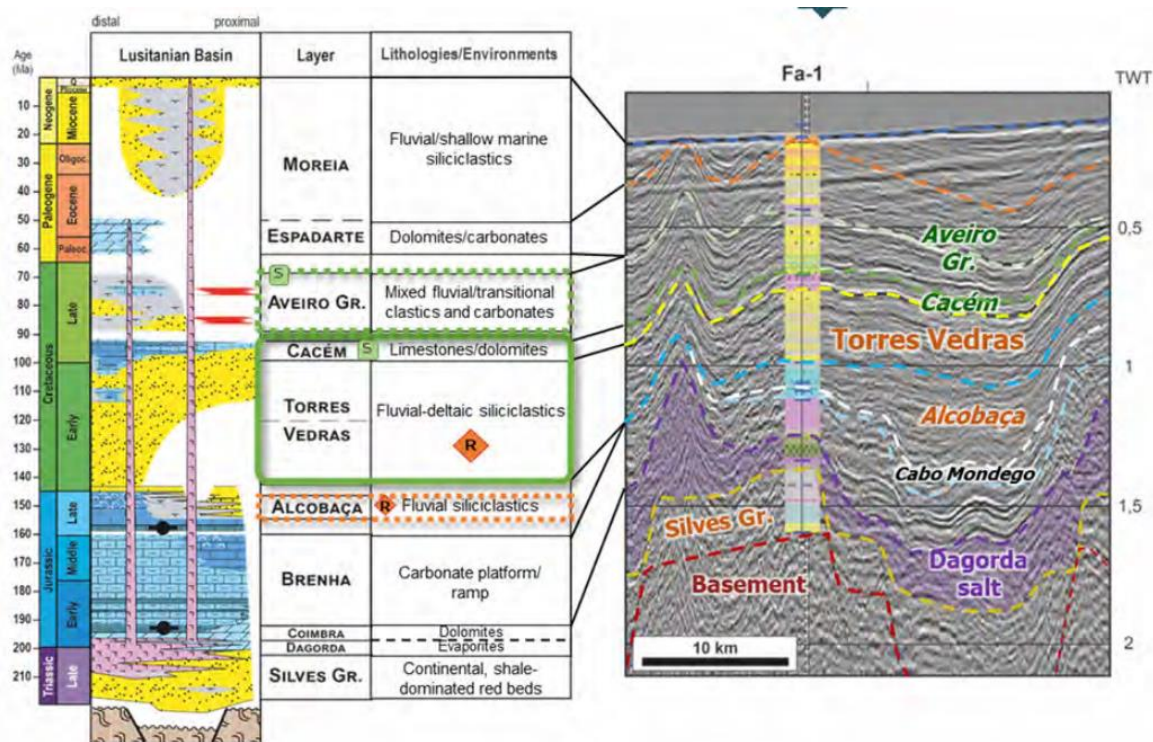 distal
proximal
Age
(Ma)
Lusitanian Basin
Layer
Lithologies/Environments
Neogene
Paleogene
Cretaceous
Jurassic
Triassic
Q
Pliocene
Miocene
Oligoc.
Eocene
Paleoc.
Late
Early
Late
Middle
Early
Late
10
20
30
40
50
60
70
80
90
100
110
120
130
140
150
160
170
180
190
200
210
MOREIA
Fluvial/shallow marine
siliciclastics
ESPADARTE
Dolomites/carbonates
S
AVEIRO GR.
Mixed fluvial/transitional
clastics and carbonates
CACÉM
S
Limestones/dolomites
TORRES
VEDRAS
Fluvial-deltaic siliciclastics
R
ALCOBAÇA
R
Fluvial siliciclastics
BRENHA
Carbonate platform/
ramp
COIMBRA
Dolomites
DAGORDA
Evaporites
SILVES GR.
Continental, shale-
dominated red beds
Fa-1
TWT
0,5
1
1,5
2
Aveiro
Gr.
Cacém
Torres Vedras
Alcobaça
Cabo Mondego
Silves Gr.
Dagorda
salt
Basement
10 km